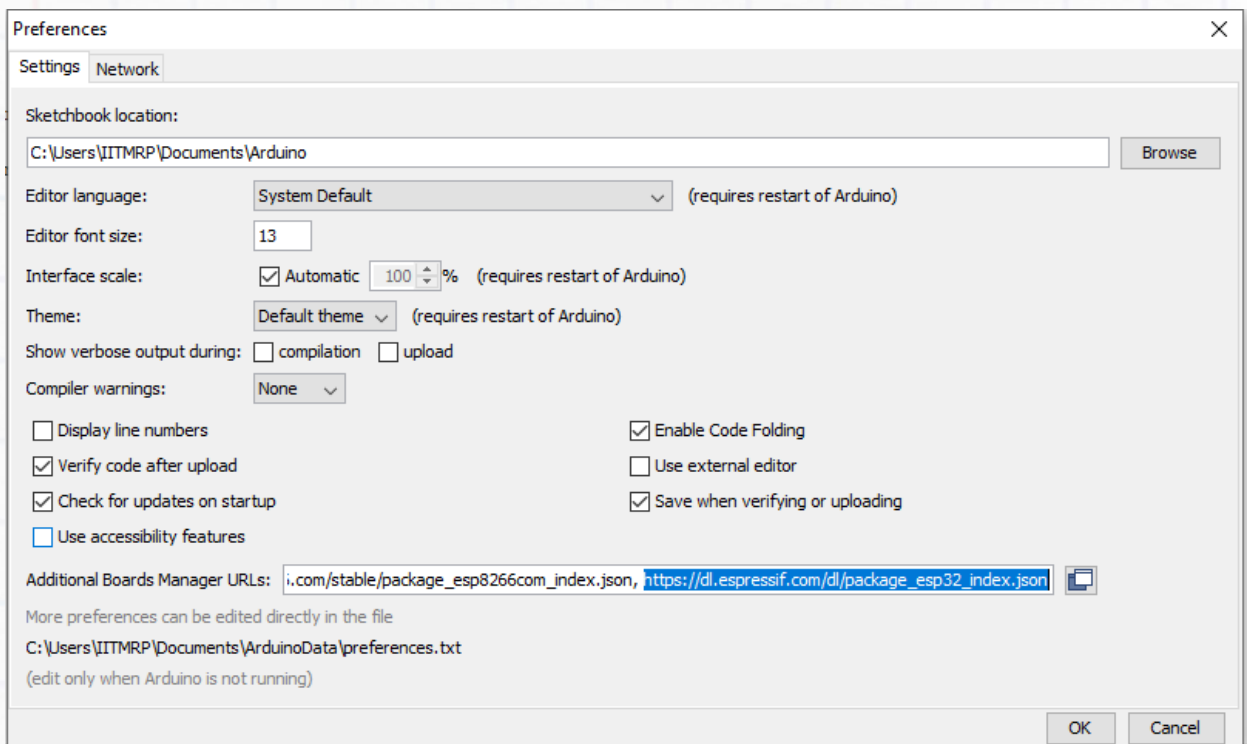 Preferences
Settings Network
Sketchbook location:
C:\Users\IITMRP\Documents\Arduino Browse
Editor language: System Default (requires restart of Arduino)
Editor font size: 13
Interface scale: Automatic 100 % (requires restart of Arduino)
Theme: Default theme (requires restart of Arduino)
Show verbose output during: compilation upload
Compiler warnings: None
Display line numbers Enable Code Folding
Verify code after upload Use external editor
Check for updates on startup Save when verifying or uploading
Use accessibility features
Additional Boards Manager URLs: .com/stable/package_esp8266com_index.json, https://dl.espressif.com/dl/package_esp32_index.json
More preferences can be edited directly in the file
C:\Users\IITMRP\Documents\ArduinoData\preferences.txt
(edit only when Arduino is not running)
OK Cancel